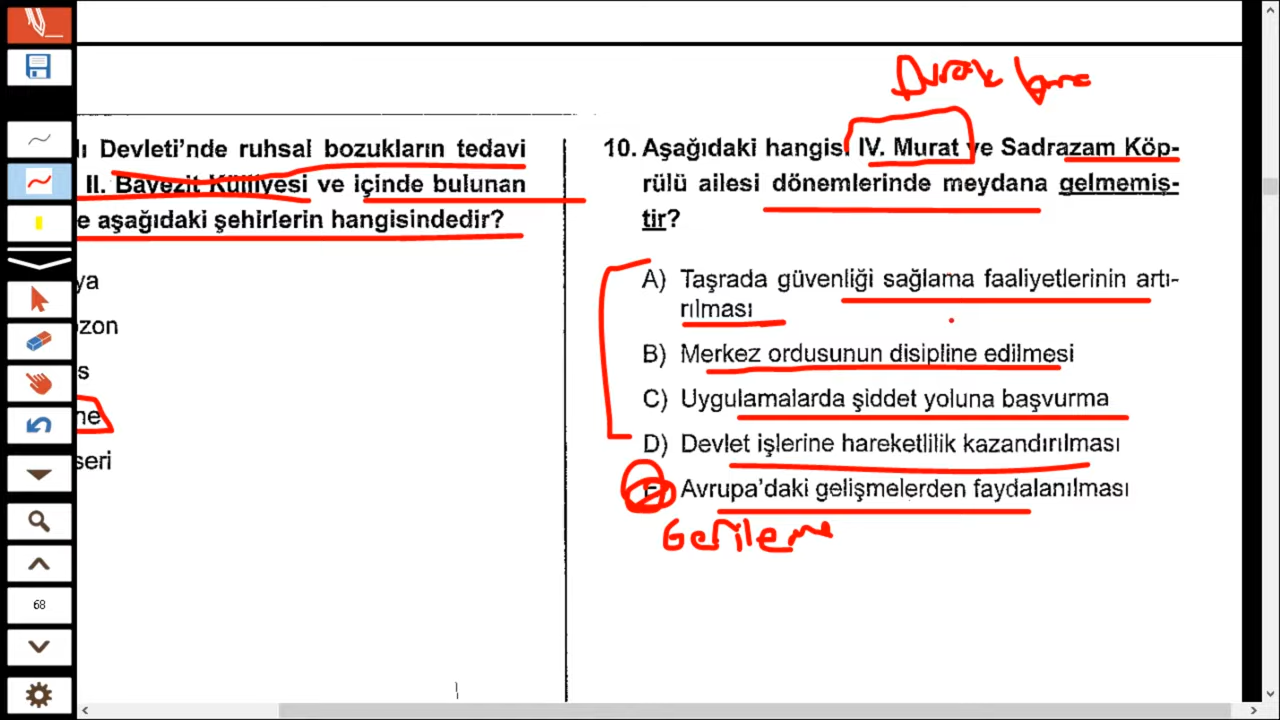 ı Devleti’nde ruhsal bozukların tedavi
II. Bayezit Külliyesi ve içinde bulunan
e aşağıdaki şehirlerin hangisindedir?
ya
zon
s
ne
seri
Duraklama
10. Aşağıdaki hangisi IV. Murat ve Sadrazam Köp-
rülü ailesi dönemlerinde meydana gelmemiş-
tir?
A) Taşrada güvenliği sağlama faaliyetlerinin artı-
rılması
B) Merkez ordusunun disipline edilmesi
C) Uygulamalarda şiddet yoluna başvurma
D) Devlet işlerine hareketlilik kazandırılması
E) Avrupa’daki gelişmelerden faydalanılması
Gerileme
68